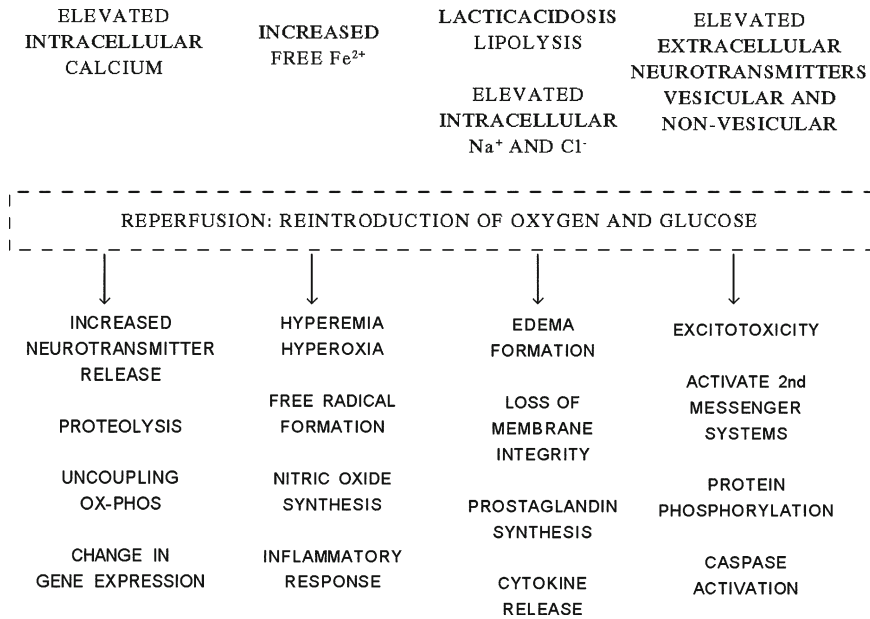 ELEVATED
INTRACELLULAR
CALCIUM
INCREASED
FREE Fe²⁺
LACTICACIDOSIS
LIPOLYSIS
ELEVATED
INTRACELLULAR
Na⁺ AND Cl⁻
ELEVATED
EXTRACELLULAR
NEUROTRANSMITTERS
VESICULAR AND
NON-VESICULAR
REPERFUSION: REINTRODUCTION OF OXYGEN AND GLUCOSE
INCREASED
NEUROTRANSMITTER
RELEASE
PROTEOLYSIS
UNCOUPLING
OX-PHOS
CHANGE IN
GENE EXPRESSION
HYPEREMIA
HYPEROXIA
FREE RADICAL
FORMATION
NITRIC OXIDE
SYNTHESIS
INFLAMMATORY
RESPONSE
EDEMA
FORMATION
LOSS OF
MEMBRANE
INTEGRITY
PROSTAGLANDIN
SYNTHESIS
CYTOKINE
RELEASE
EXCITOTOXICITY
ACTIVATE 2nd
MESSENGER
SYSTEMS
PROTEIN
PHOSPHORYLATION
CASPASE
ACTIVATION